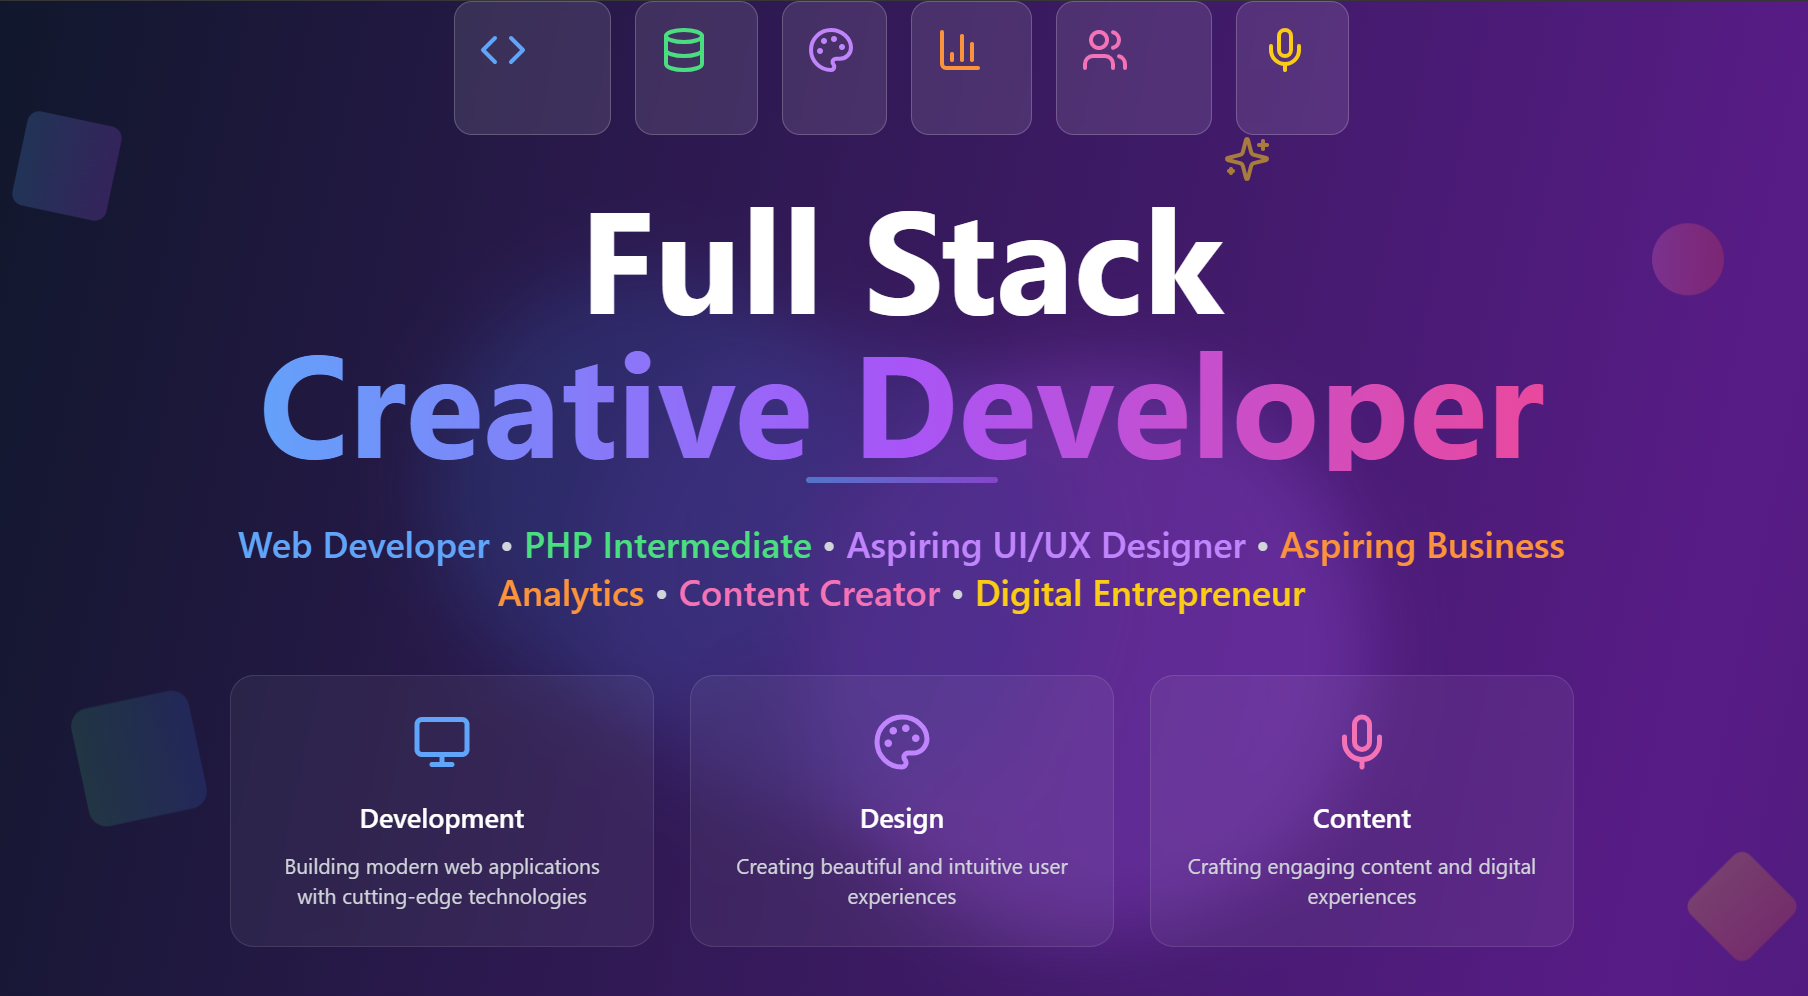 Full Stack
Creative Developer
Web Developer • PHP Intermediate • Aspiring UI/UX Designer • Aspiring Business
Analytics • Content Creator • Digital Entrepreneur
Development
Building modern web applications
with cutting-edge technologies
Design
Creating beautiful and intuitive user
experiences
Content
Crafting engaging content and digital
experiences